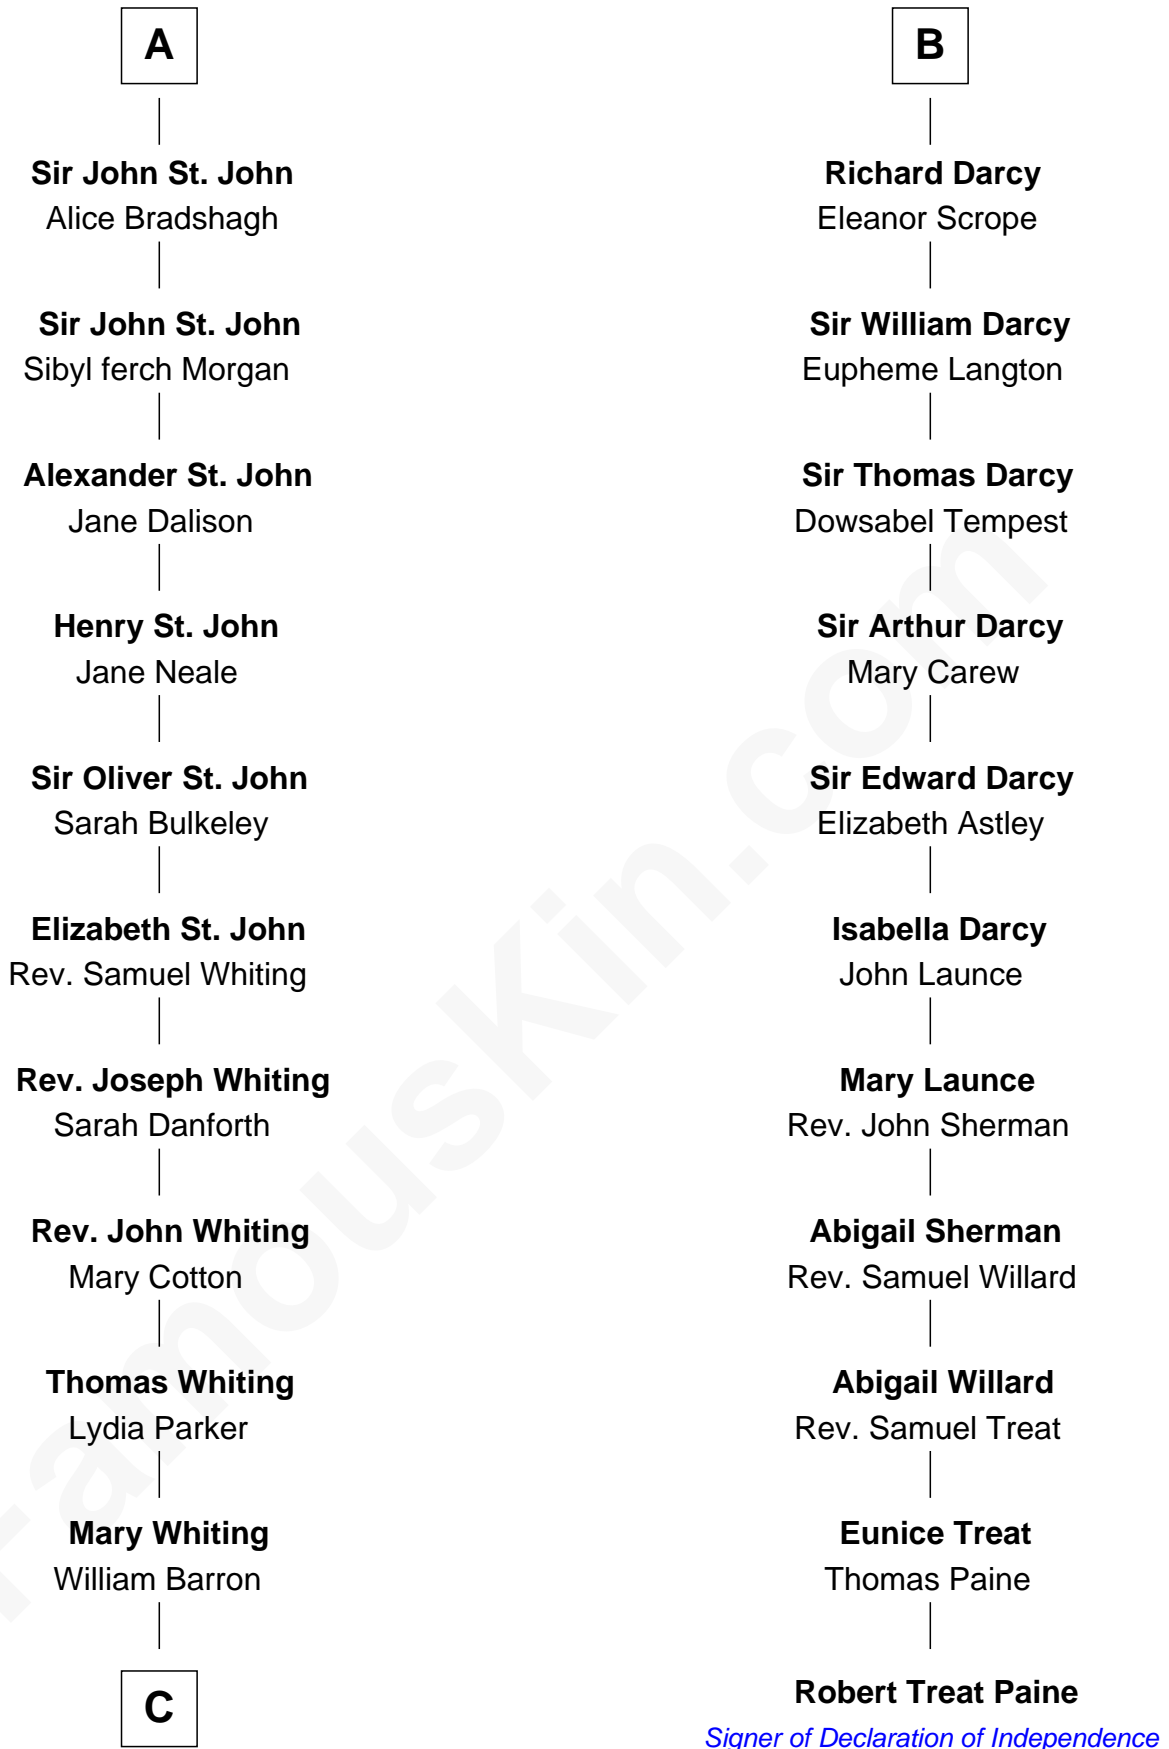 A
Sir John St. John
Alice Bradshagh
Sir John St. John
Sibyl ferch Morgan
Alexander St. John
Jane Dalison
Henry St. John
Jane Neale
Sir Oliver St. John
Sarah Bulkeley
Elizabeth St. John
Rev. Samuel Whiting
Rev. Joseph Whiting
Sarah Danforth
Rev. John Whiting
Mary Cotton
Thomas Whiting
Lydia Parker
Mary Whiting
William Barron
C
B
Richard Darcy
Eleanor Scrope
Sir William Darcy
Eupheme Langton
Sir Thomas Darcy
Dowsabel Tempest
Sir Arthur Darcy
Mary Carew
Sir Edward Darcy
Elizabeth Astley
Isabella Darcy
John Launce
Mary Launce
Rev. John Sherman
Abigail Sherman
Rev. Samuel Willard
Abigail Willard
Rev. Samuel Treat
Eunice Treat
Thomas Paine
Robert Treat Paine
Signer of Declaration of Independence
FamousKin.com